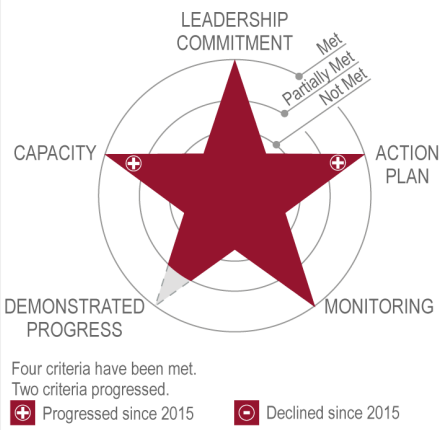 LEADERSHIP
COMMITMENT
Met
Partially Met
Not Met
CAPACITY
ACTION
PLAN
DEMONSTRATED
PROGRESS
MONITORING
Four criteria have been met.
Two criteria progressed.
Progressed since 2015
Declined since 2015